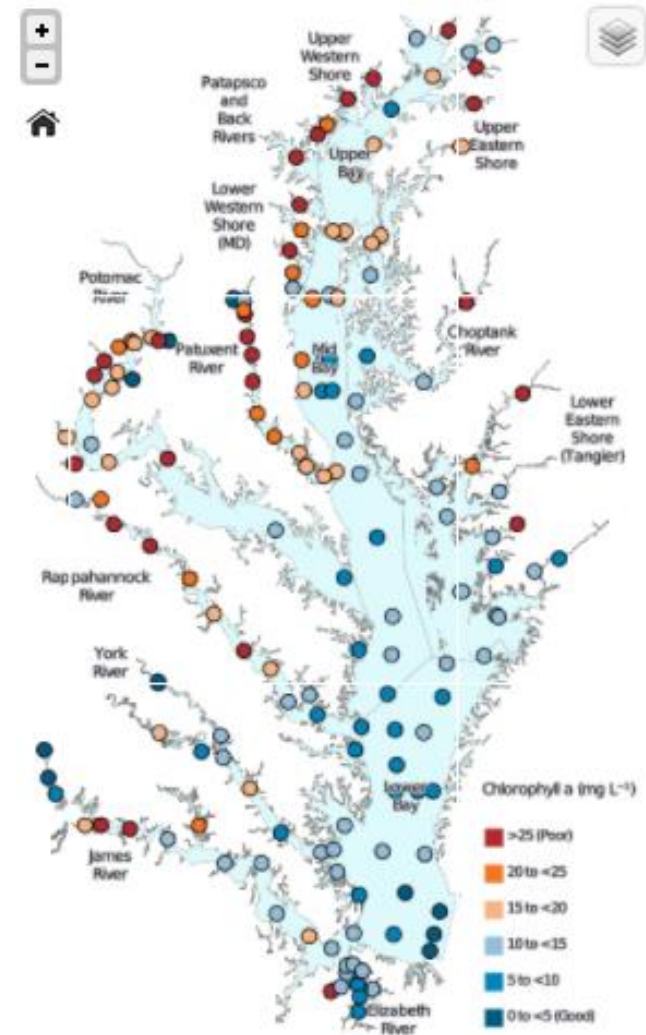 +
−
Upper
Western
Shore
Patapsco
and
Back
Rivers
Upper
Bay
Upper
Eastern
Shore
Lower
Western
Shore
(MD)
Potomac
River
Patuxent
River
Mid
Bay
Choptank
River
Lower
Eastern
Shore
(Tangier)
Rappahannock
River
York
River
Lower
Bay
James
River
Elizabeth
River
Chlorophyll a (mg L⁻¹)
>25 (Poor)
20 to <25
15 to <20
10 to <15
5 to <10
0 to <5 (Good)